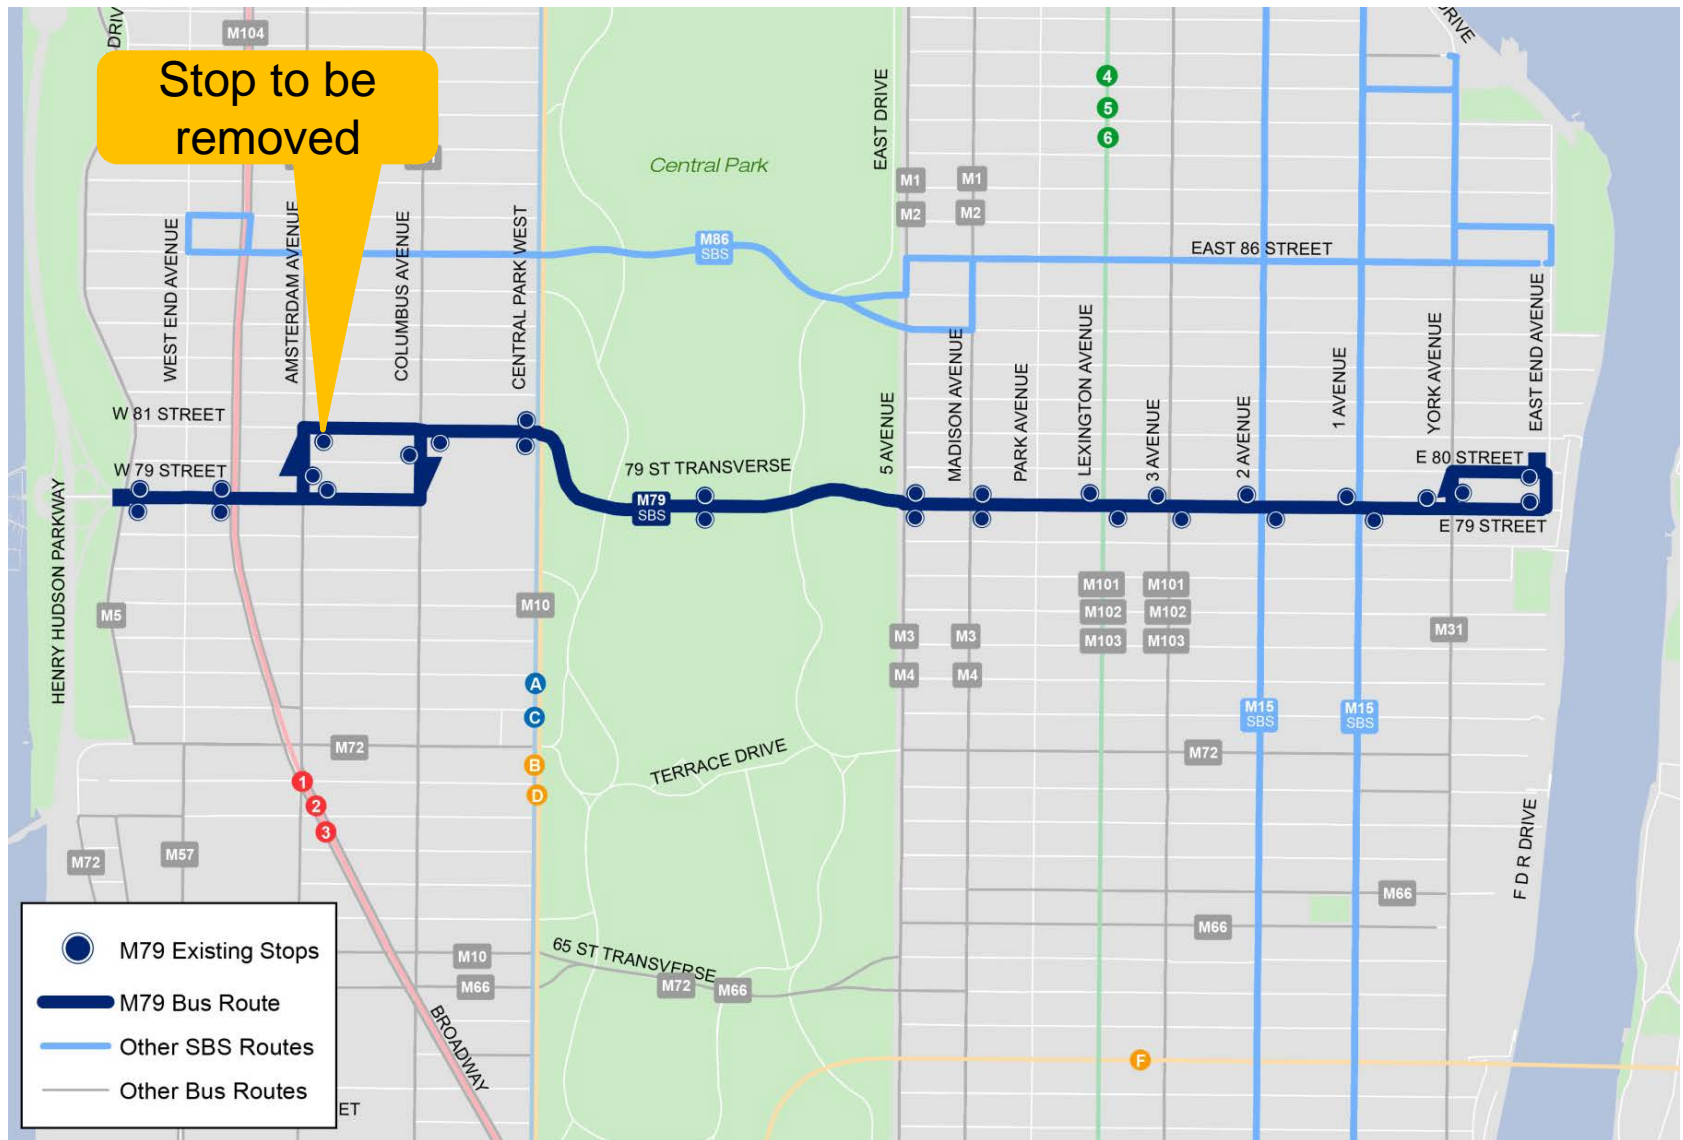 DRIV
M104
DRIVE
Stop to be
removed
4
5
6
EAST DRIVE
Central Park
M1
M1
M2
M2
WEST END AVENUE
AMSTERDAM AVENUE
COLUMBUS AVENUE
CENTRAL PARK WEST
M86
SBS
EAST 86 STREET
5 AVENUE
MADISON AVENUE
PARK AVENUE
LEXINGTON AVENUE
3 AVENUE
2 AVENUE
1 AVENUE
YORK AVENUE
EAST END AVENUE
W 81 STREET
W 79 STREET
79 ST TRANSVERSE
M79
SBS
E 80 STREET
E 79 STREET
HENRY HUDSON PARKWAY
M5
M10
M101
M101
M102
M102
M103
M103
M3
M3
M4
M4
M31
A
C
B
D
M15
SBS
M15
SBS
M72
TERRACE DRIVE
M72
1
2
3
M72
M57
F D R DRIVE
M66
M66
65 ST TRANSVERSE
M10
M66
M72
M66
BROADWAY
F
M79 Existing Stops
M79 Bus Route
Other SBS Routes
Other Bus Routes
ET